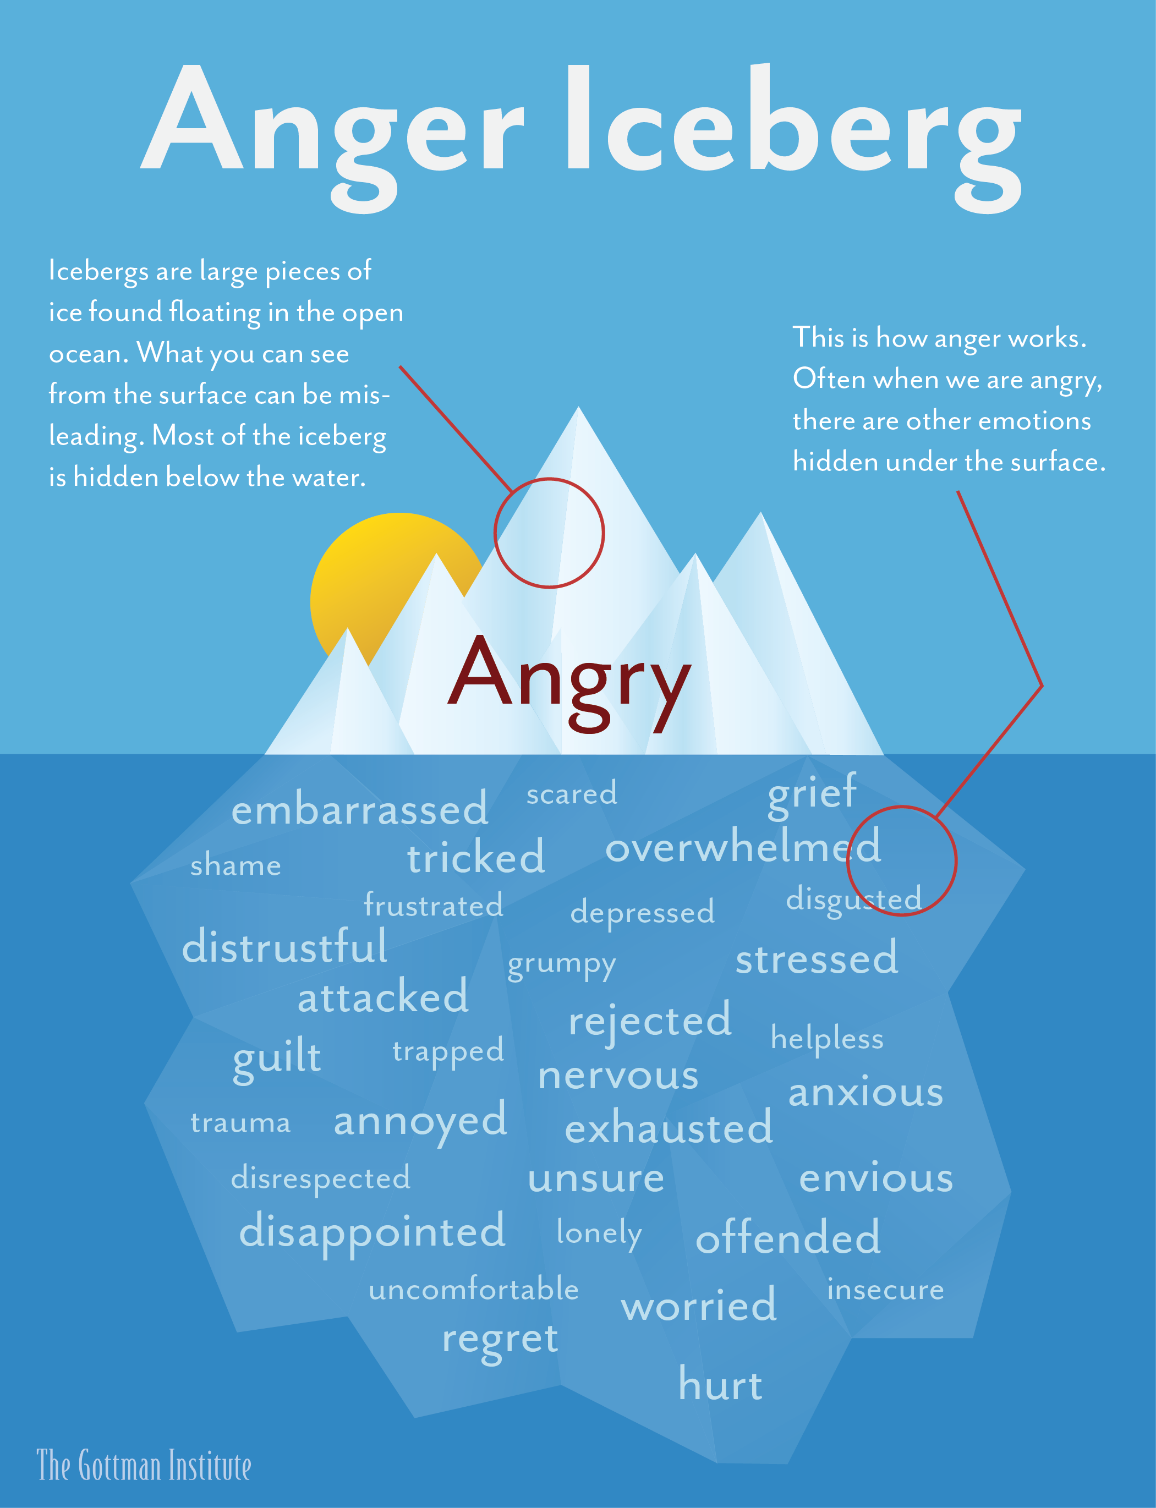 Anger Iceberg
Icebergs are large pieces of
ice found floating in the open
ocean. What you can see
from the surface can be mis-
leading. Most of the iceberg
is hidden below the water.
This is how anger works.
Often when we are angry,
there are other emotions
hidden under the surface.
Angry
embarrassed
scared
grief
shame
tricked
overwhelmed
frustrated
depressed
disgusted
distrustful
grumpy
stressed
attacked
rejected
helpless
guilt
trapped
nervous
anxious
trauma
annoyed
exhausted
disrespected
unsure
envious
disappointed
lonely
offended
uncomfortable
worried
insecure
regret
hurt
The Gottman Institute